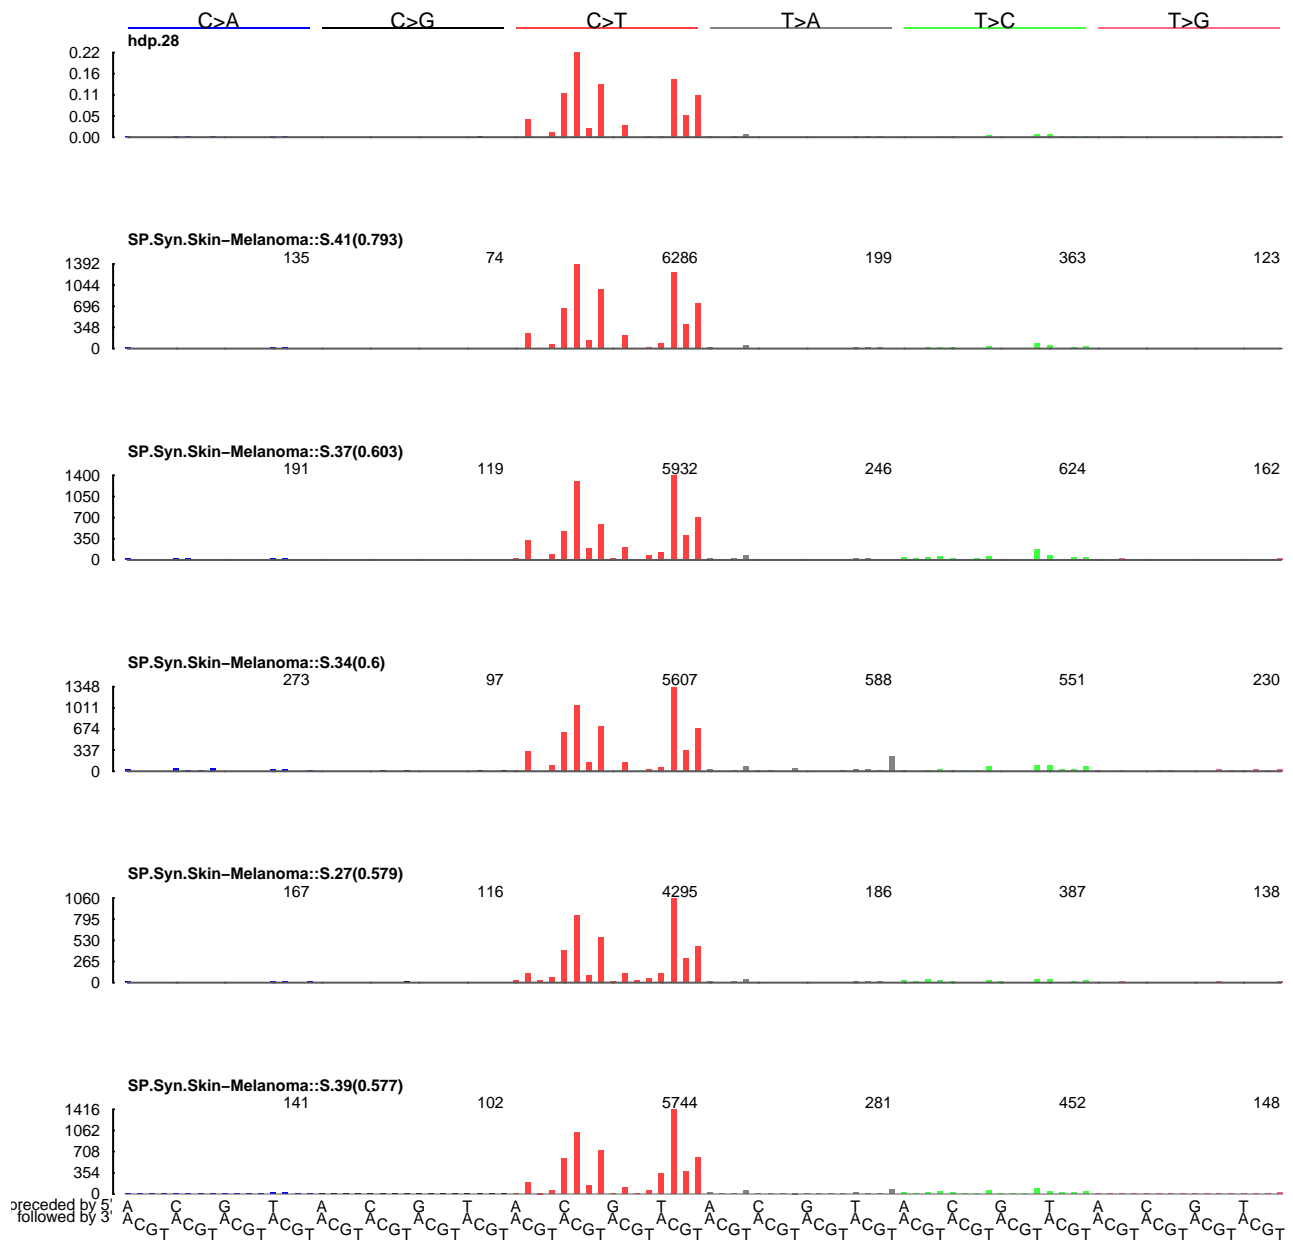 C>A C>G C>T T>A T>C T>G
hdp.28
0.22
0.16
0.11
0.05
0.00
SP.Syn.Skin−Melanoma::S.41(0.793)
135 74 6286 199 363 123
1392
1044
696
348
0
SP.Syn.Skin−Melanoma::S.37(0.603)
191 119 5932 246 624 162
1400
1050
700
350
0
SP.Syn.Skin−Melanoma::S.34(0.6)
273 97 5607 588 551 230
1348
1011
674
337
0
SP.Syn.Skin−Melanoma::S.27(0.579)
167 116 4295 186 387 138
1060
795
530
265
0
SP.Syn.Skin−Melanoma::S.39(0.577)
141 102 5744 281 452 148
1416
1062
708
354
0
preceded by 5' A C G T A C G T A C G T A C G T A C G T A C G T
followed by 3' A C G T A C G T A C G T A C G T A C G T A C G T A C G T A C G T A C G T A C G T A C G T A C G T A C G T A C G T A C G T A C G T A C G T A C G T A C G T A C G T A C G T A C G T A C G T A C G T